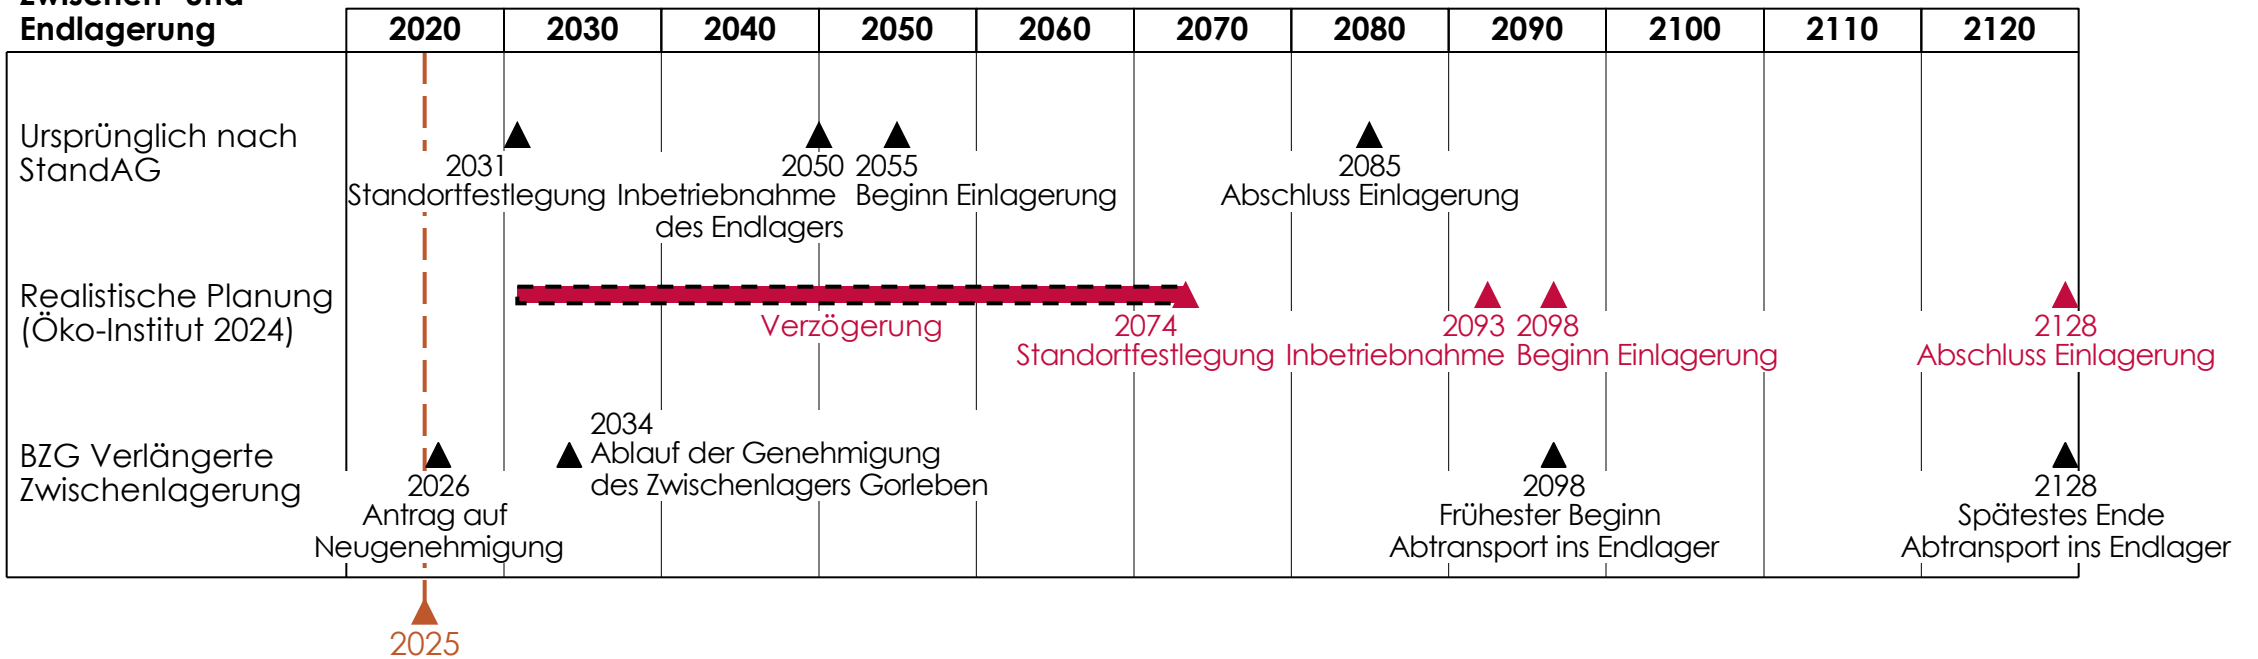 Zwischen- und
Endlagerung
2020 2030 2040 2050 2060 2070 2080 2090 2100 2110 2120
Ursprünglich nach
StandAG
2031
Standortfestlegung
2050
Inbetriebnahme
des Endlagers
2055
Beginn Einlagerung
2085
Abschluss Einlagerung
Realistische Planung
(Öko-Institut 2024)
Verzögerung
2074
Standortfestlegung
2093
Inbetriebnahme
2098
Beginn Einlagerung
2128
Abschluss Einlagerung
BZG Verlängerte
Zwischenlagerung
2026
Antrag auf
Neugenehmigung
2034
Ablauf der Genehmigung
des Zwischenlagers Gorleben
2098
Frühester Beginn
Abtransport ins Endlager
2128
Spätestes Ende
Abtransport ins Endlager
2025